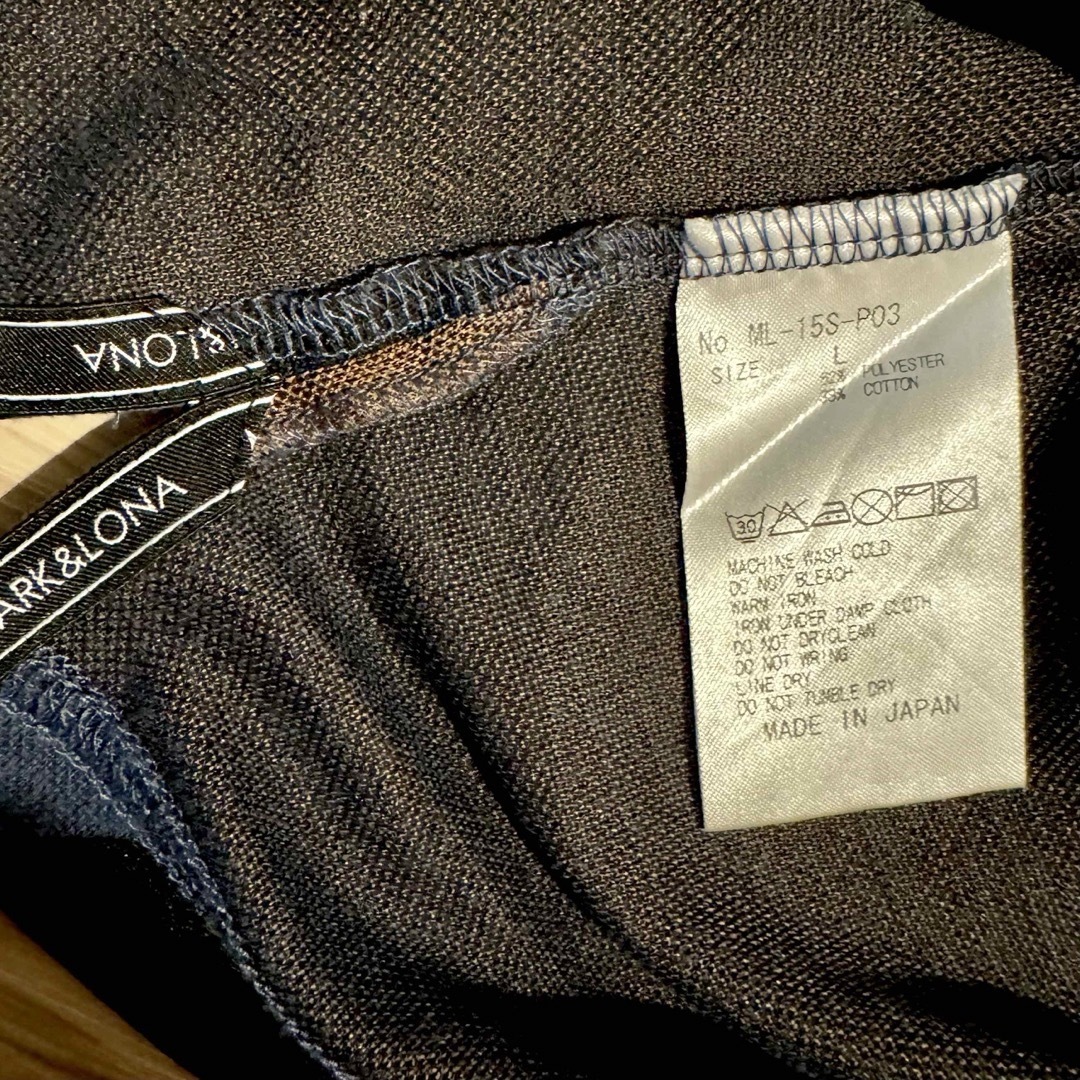 &LONA
ARK&LONA
No ML-15S-P03
SIZE L
POLYESTER
COTTON
30
MACHINE WASH COLD
DO NOT BLEACH
WARM IRON
IRON UNDER DAMP CLOTH
DO NOT DRYCLEAN
DO NOT WRING
LINE DRY
DO NOT TUMBLE DRY
MADE IN JAPAN